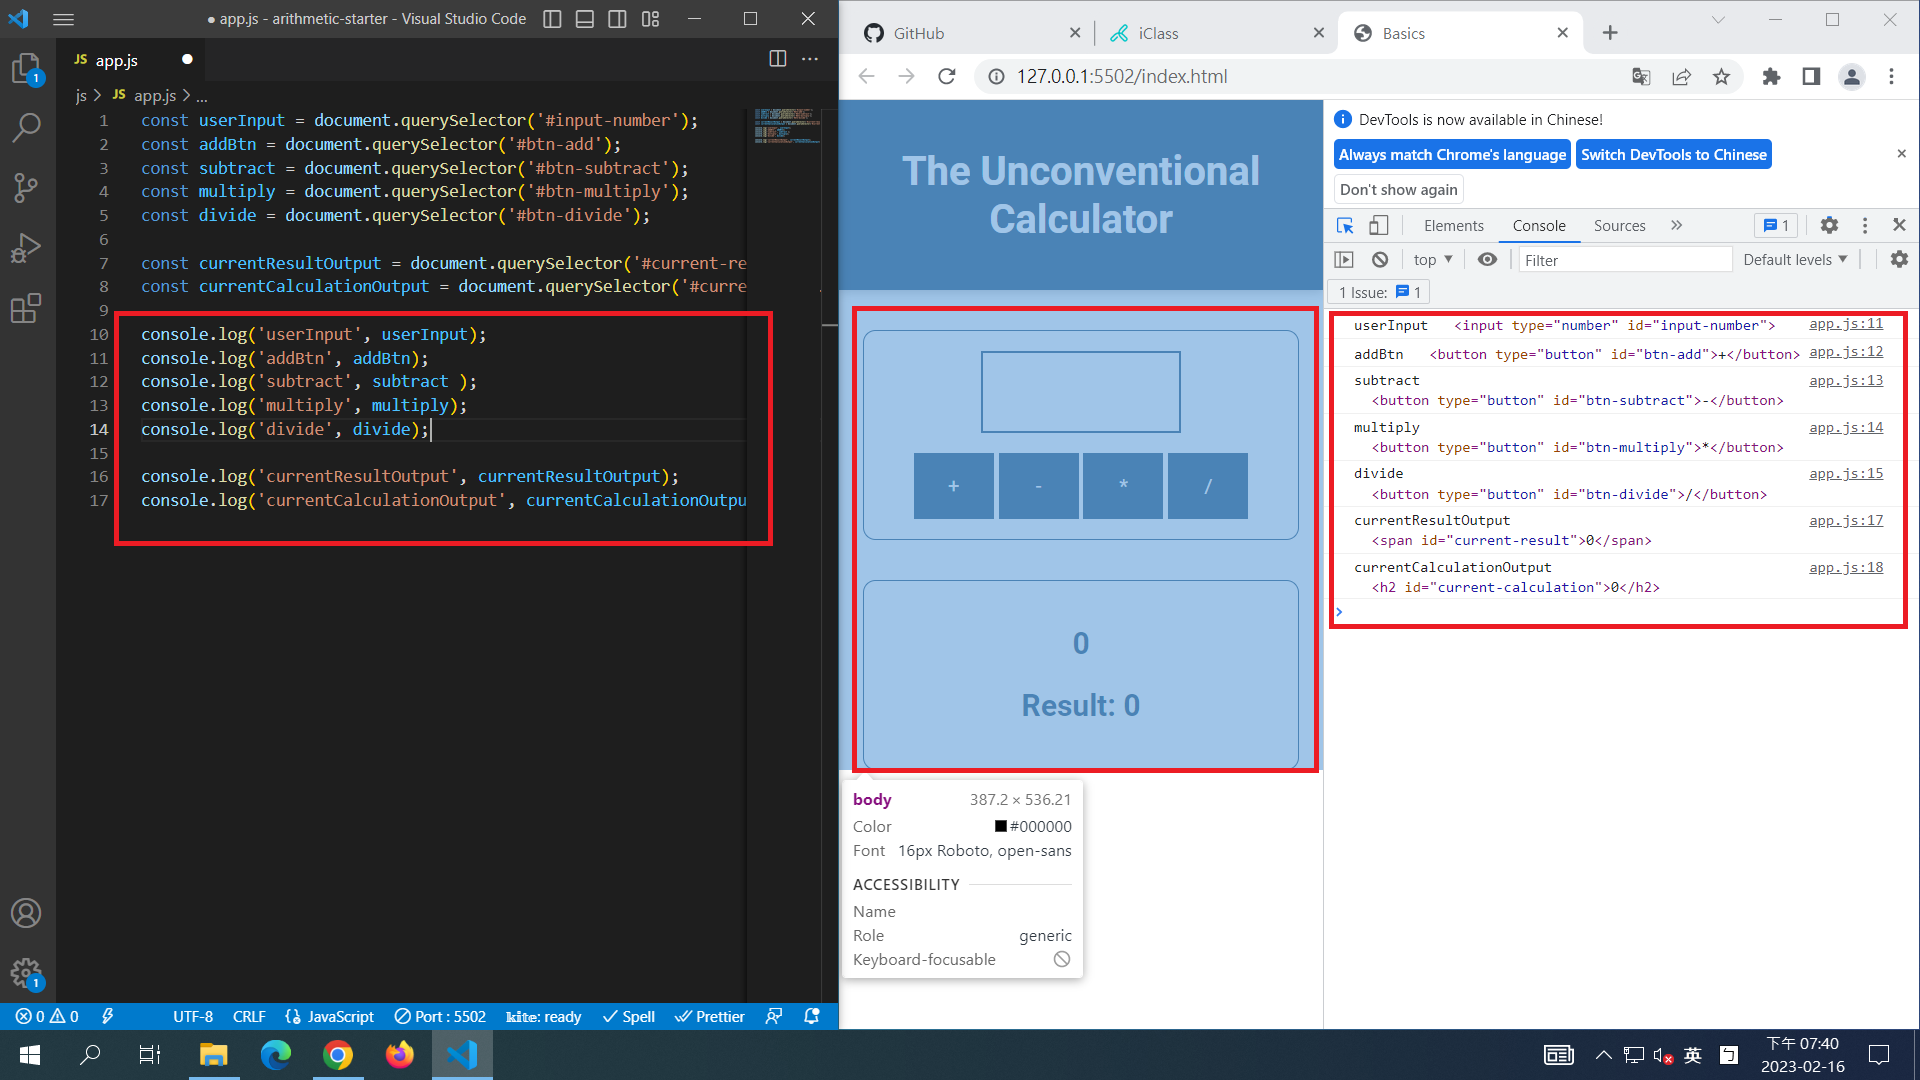 ● app.js - arithmetic-starter - Visual Studio Code
1
JS app.js ●
js > JS app.js > ...
1 const userInput = document.querySelector('#input-number');
2 const addBtn = document.querySelector('#btn-add');
3 const subtract = document.querySelector('#btn-subtract');
4 const multiply = document.querySelector('#btn-multiply');
5 const divide = document.querySelector('#btn-divide');
6
7 const currentResultOutput = document.querySelector('#current-re
8 const currentCalculationOutput = document.querySelector('#curre
9
10 console.log('userInput', userInput);
11 console.log('addBtn', addBtn);
12 console.log('subtract', subtract );
13 console.log('multiply', multiply);
14 console.log('divide', divide);
15
16 console.log('currentResultOutput', currentResultOutput);
17 console.log('currentCalculationOutput', currentCalculationOutpu
1
0 0 UTF-8 CRLF JavaScript Port : 5502 kite: ready Spell Prettier
GitHub
iClass
Basics
127.0.0.1:5502/index.html
The Unconventional
Calculator
+ - * /
0
Result: 0
body 387.2 × 536.21
Color #000000
Font 16px Roboto, open-sans
ACCESSIBILITY
Name
Role generic
Keyboard-focusable
DevTools is now available in Chinese!
Always match Chrome's language Switch DevTools to Chinese
Don't show again
Elements Console Sources » 1
top ▼ Filter Default levels ▼
1 Issue: 1
userInput <input type="number" id="input-number"> app.js:11
addBtn <button type="button" id="btn-add">+</button> app.js:12
subtract app.js:13
<button type="button" id="btn-subtract">-</button>
multiply app.js:14
<button type="button" id="btn-multiply">*</button>
divide app.js:15
<button type="button" id="btn-divide">/</button>
currentResultOutput app.js:17
<span id="current-result">0</span>
currentCalculationOutput app.js:18
<h2 id="current-calculation">0</h2>
>
英 ㄅ
下午 07:40
2023-02-16